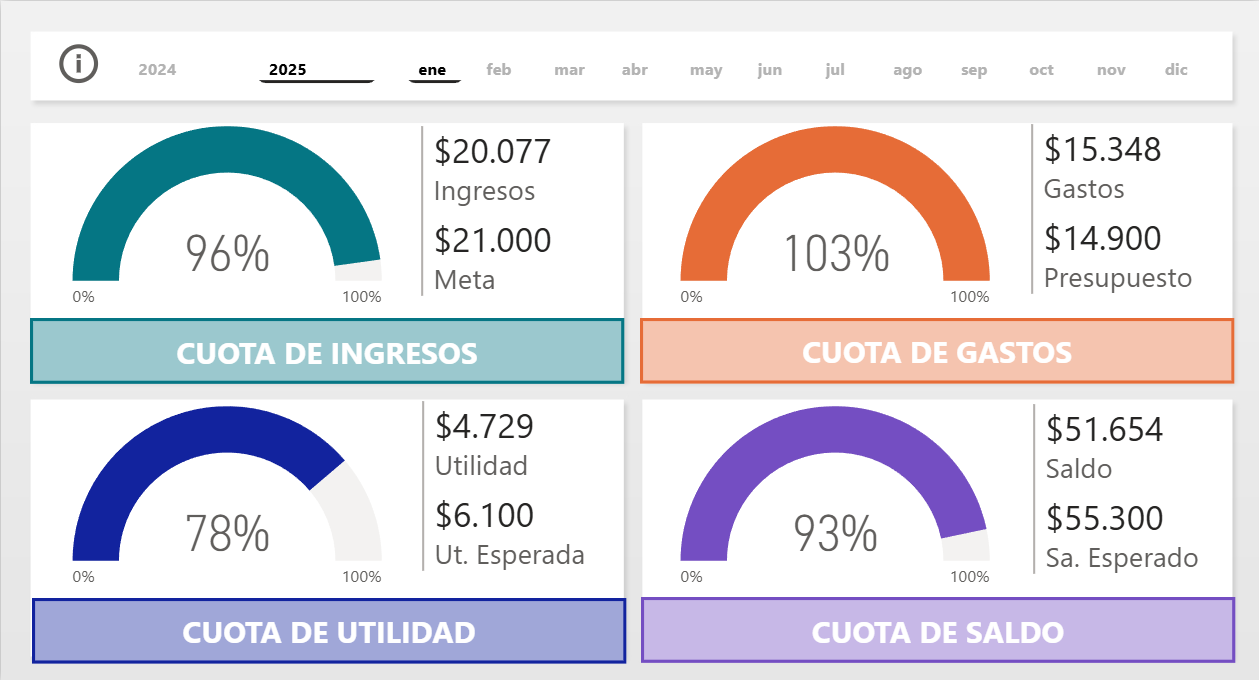 i
2024 2025 ene feb mar abr may jun jul ago sep oct nov dic
96%
0% 100%
$20.077
Ingresos
$21.000
Meta
CUOTA DE INGRESOS
103%
0% 100%
$15.348
Gastos
$14.900
Presupuesto
CUOTA DE GASTOS
78%
0% 100%
$4.729
Utilidad
$6.100
Ut. Esperada
CUOTA DE UTILIDAD
93%
0% 100%
$51.654
Saldo
$55.300
Sa. Esperado
CUOTA DE SALDO